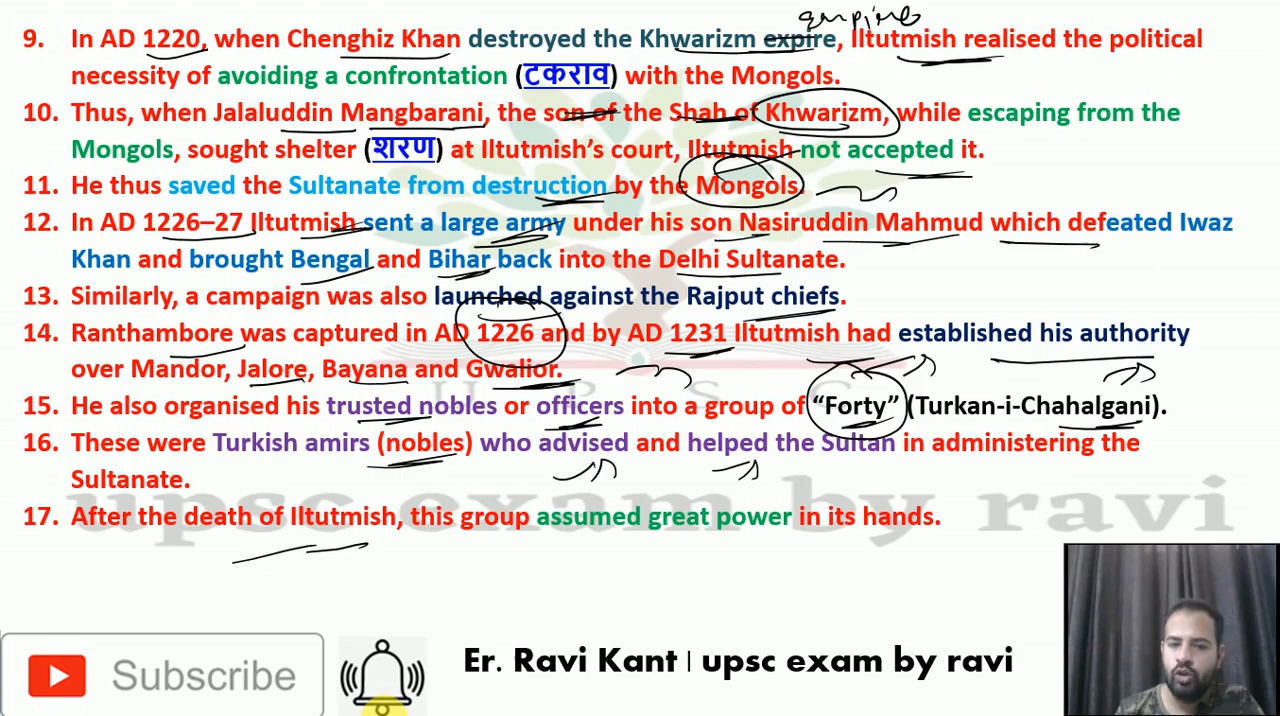 empire
9. In AD 1220, when Chenghiz Khan destroyed the Khwarizm expire, Iltutmish realised the political
necessity of avoiding a confrontation (टकराव) with the Mongols.
10. Thus, when Jalaluddin Mangbarani, the son of the Shah of Khwarizm, while escaping from the
Mongols, sought shelter (शरण) at Iltutmish’s court, Iltutmish not accepted it.
11. He thus saved the Sultanate from destruction by the Mongols.
12. In AD 1226–27 Iltutmish sent a large army under his son Nasiruddin Mahmud which defeated Iwaz
Khan and brought Bengal and Bihar back into the Delhi Sultanate.
13. Similarly, a campaign was also launched against the Rajput chiefs.
14. Ranthambore was captured in AD 1226 and by AD 1231 Iltutmish had established his authority
over Mandor, Jalore, Bayana and Gwalior.
UPSC
15. He also organised his trusted nobles or officers into a group of “Forty” (Turkan-i-Chahalgani).
16. These were Turkish amirs (nobles) who advised and helped the Sultan in administering the
Sultanate.
upsc exam by ravi
17. After the death of Iltutmish, this group assumed great power in its hands.
Subscribe
Er. Ravi Kant | upsc exam by ravi